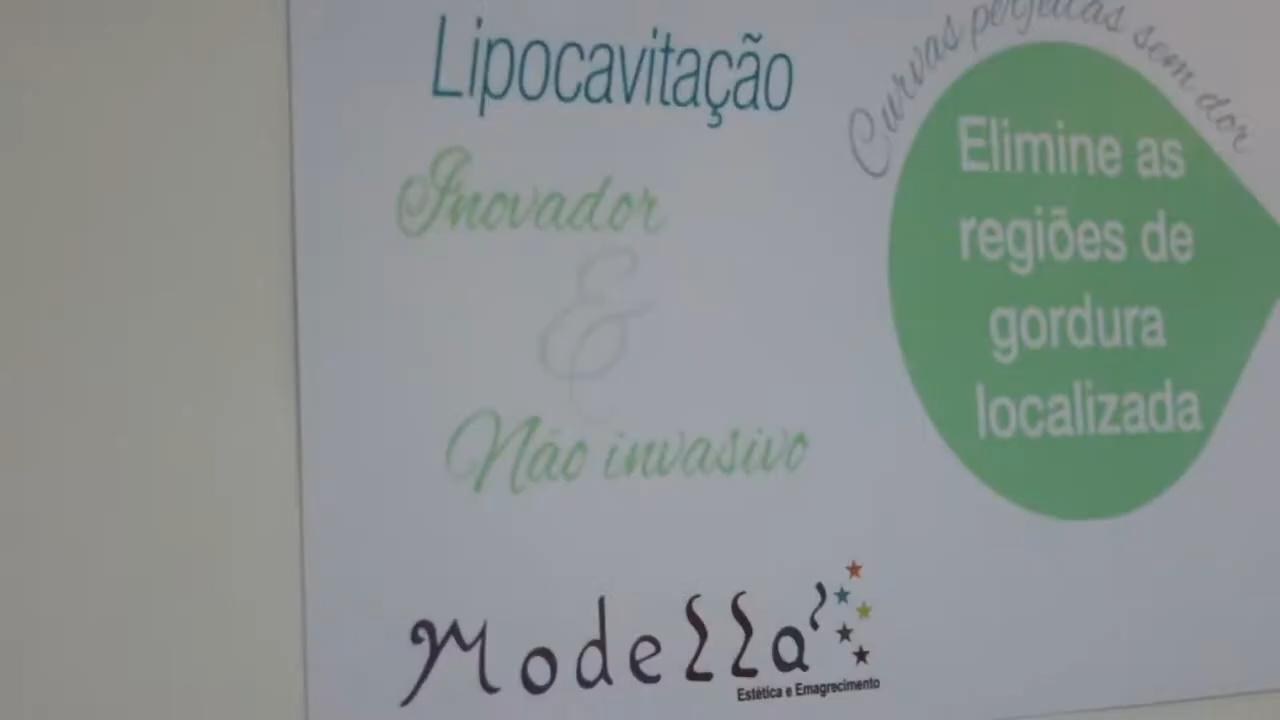 Lipocavitação
Inovador
&
Não invasivo
Curvas perfeitas sem dor
Elimine as
regiões de
gordura
localizada
Modella'
Estética e Emagrecimento